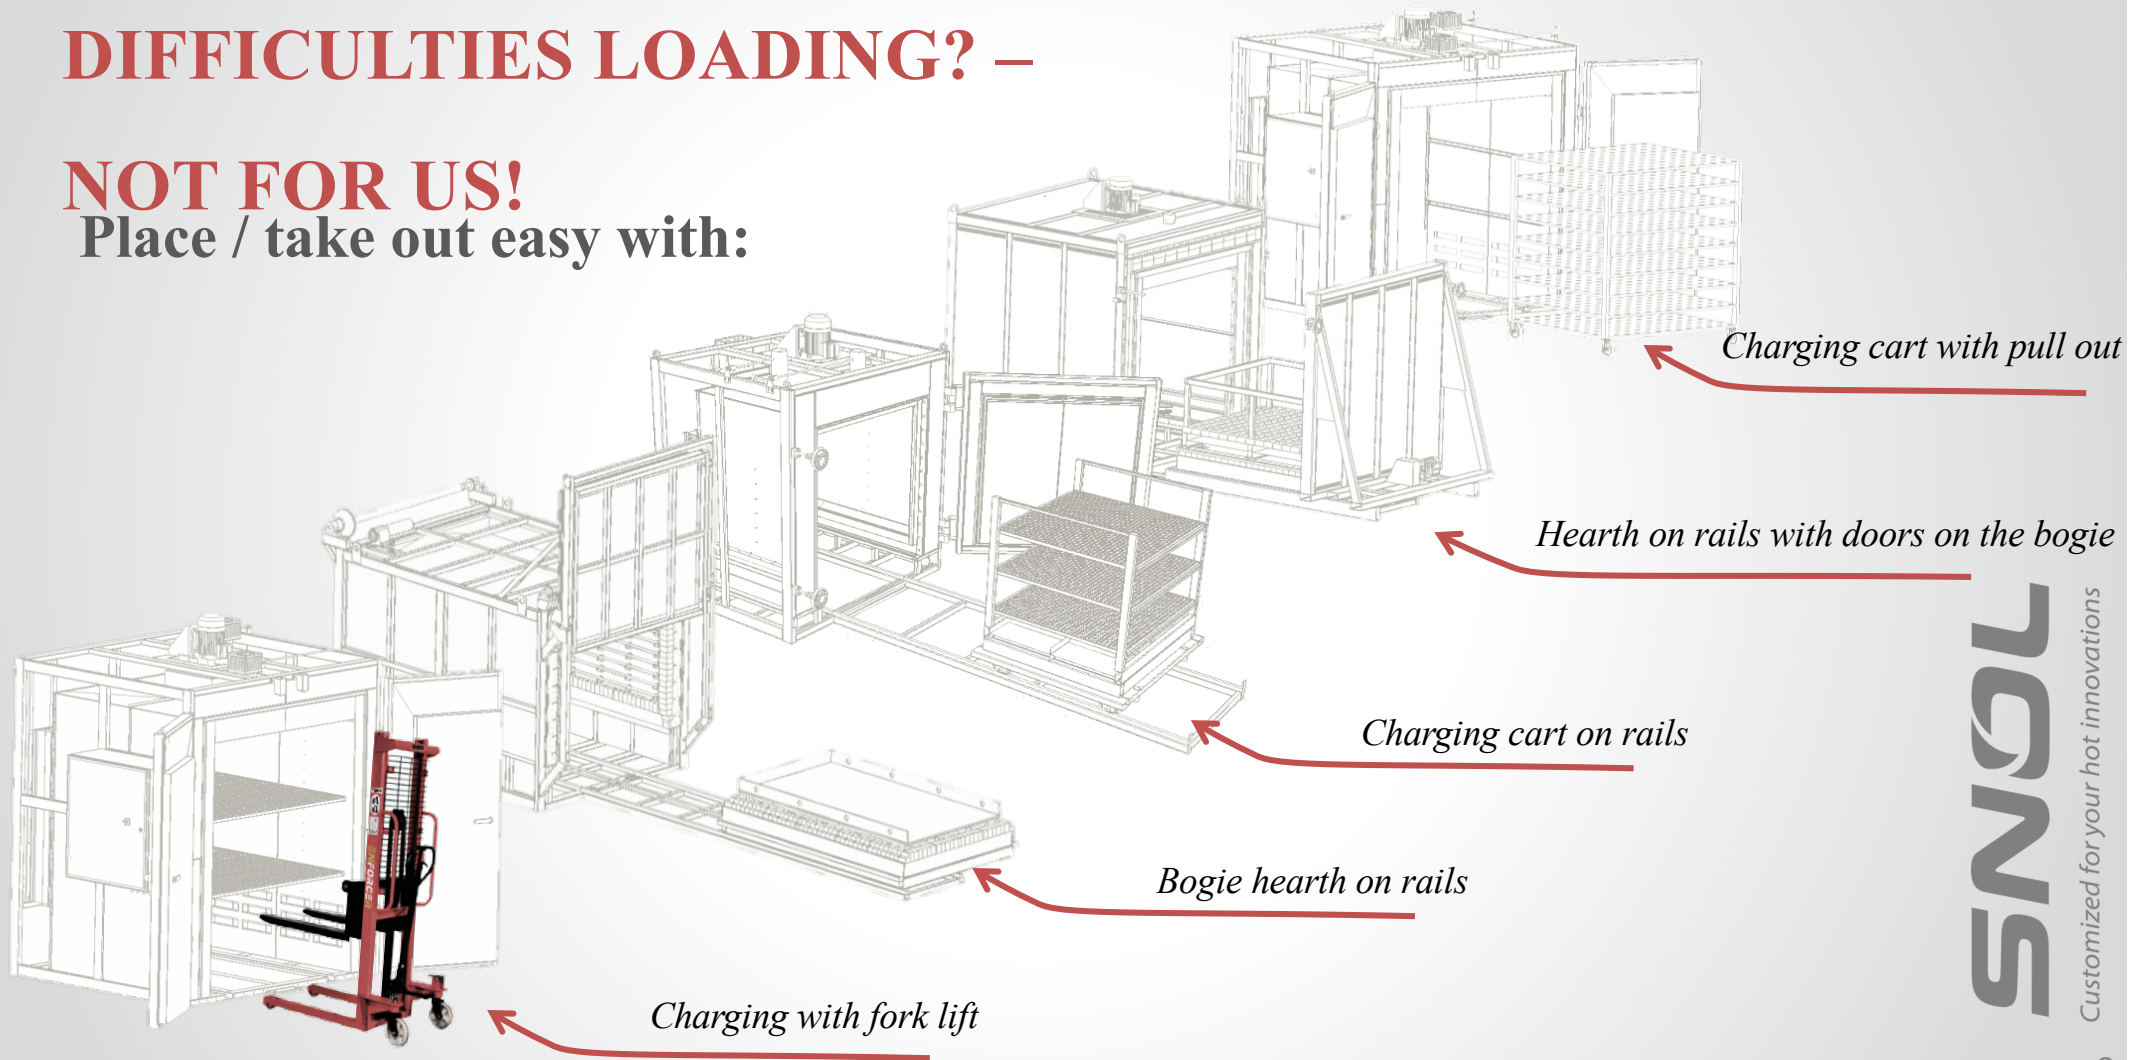 DIFFICULTIES LOADING? –
NOT FOR US!
Place / take out easy with:
Charging cart with pull out
Hearth on rails with doors on the bogie
Charging cart on rails
Bogie hearth on rails
Charging with fork lift
ENFORCER
SNOL
Customized for your hot innovations